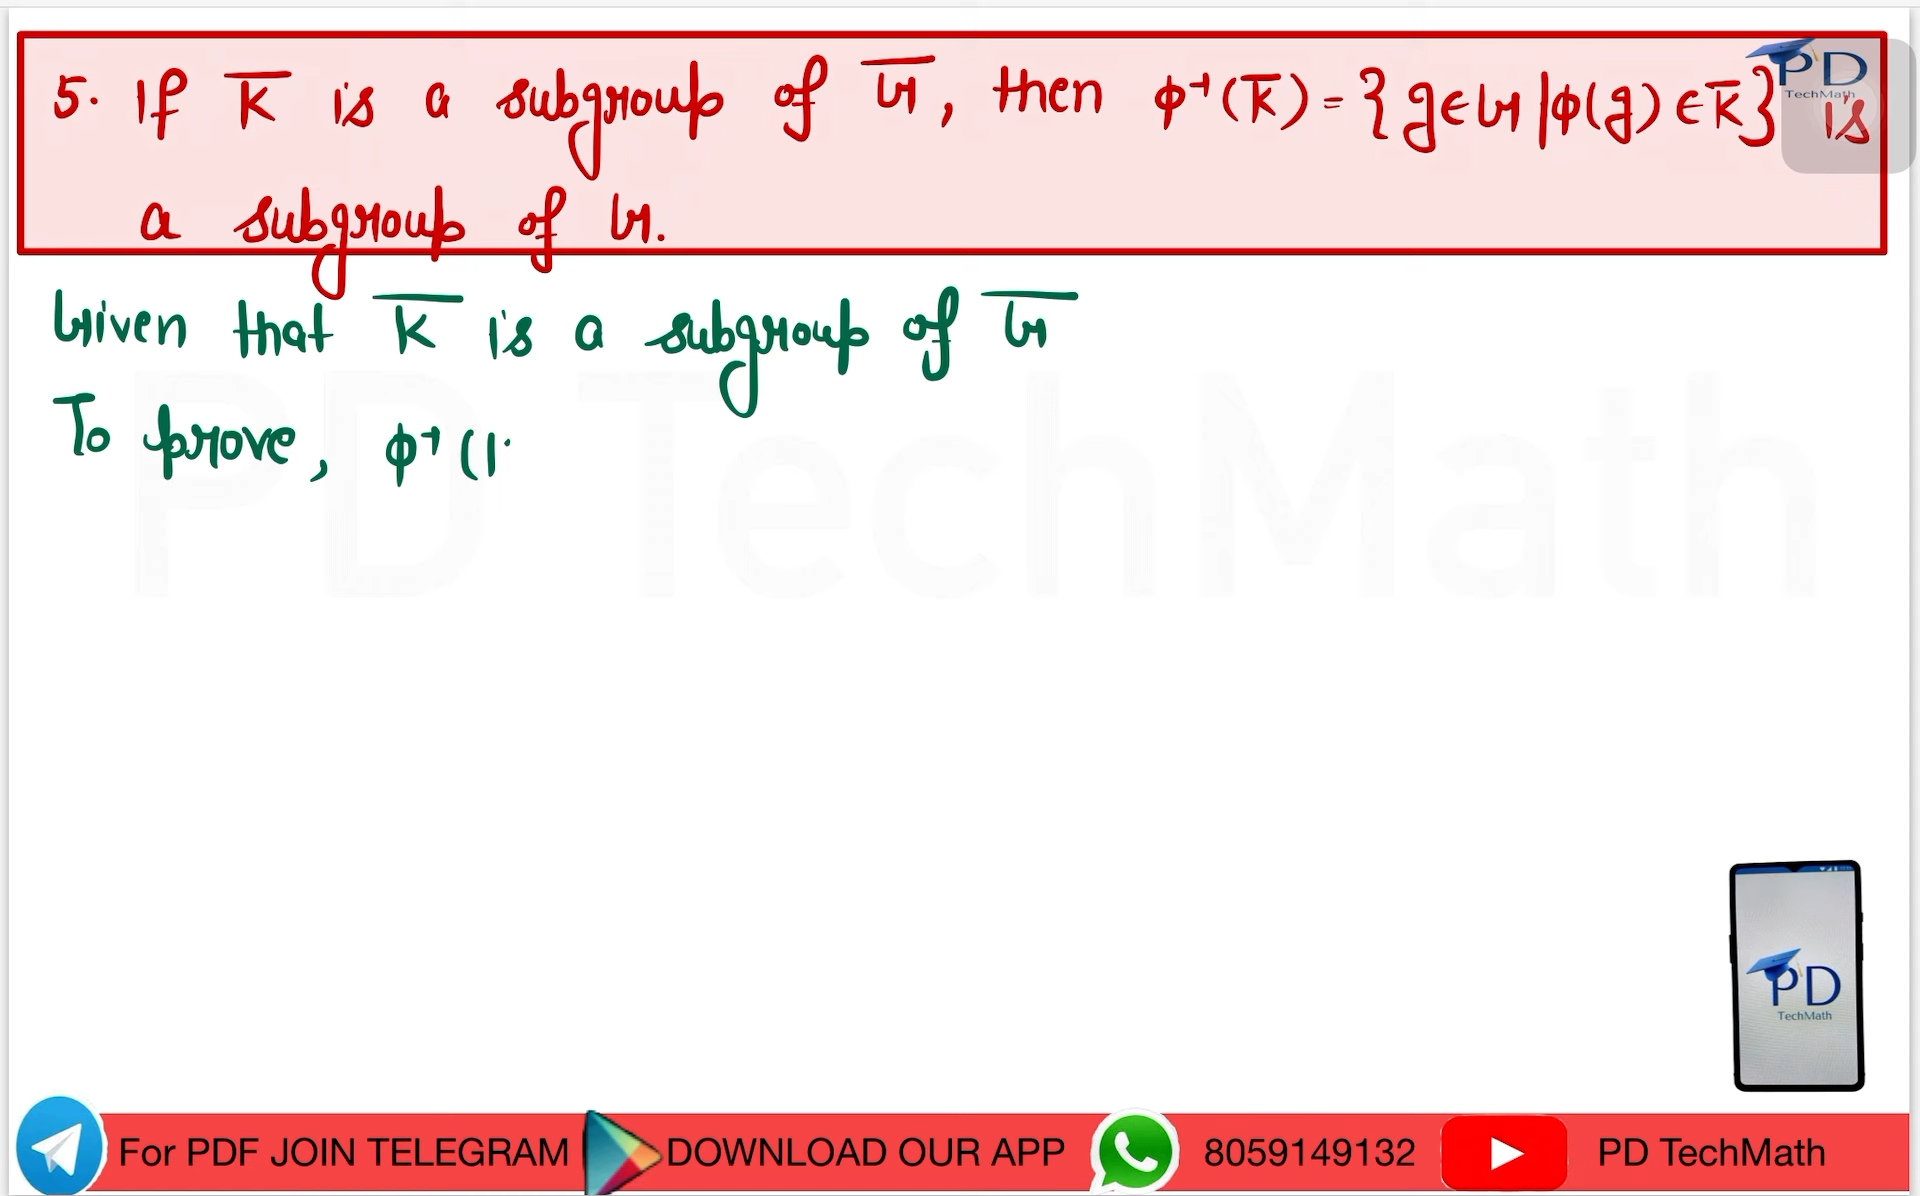 5. If K̅ is a subgroup of G̅, then φ⁻¹(K̅) = {g∈G | φ(g) ∈ K̅} is
a subgroup of G.
PD
TechMath
Given that K̅ is a subgroup of G̅
To prove, φ⁻¹(
PD TechMath
PD
TechMath
For PDF JOIN TELEGRAM DOWNLOAD OUR APP 8059149132 PD TechMath